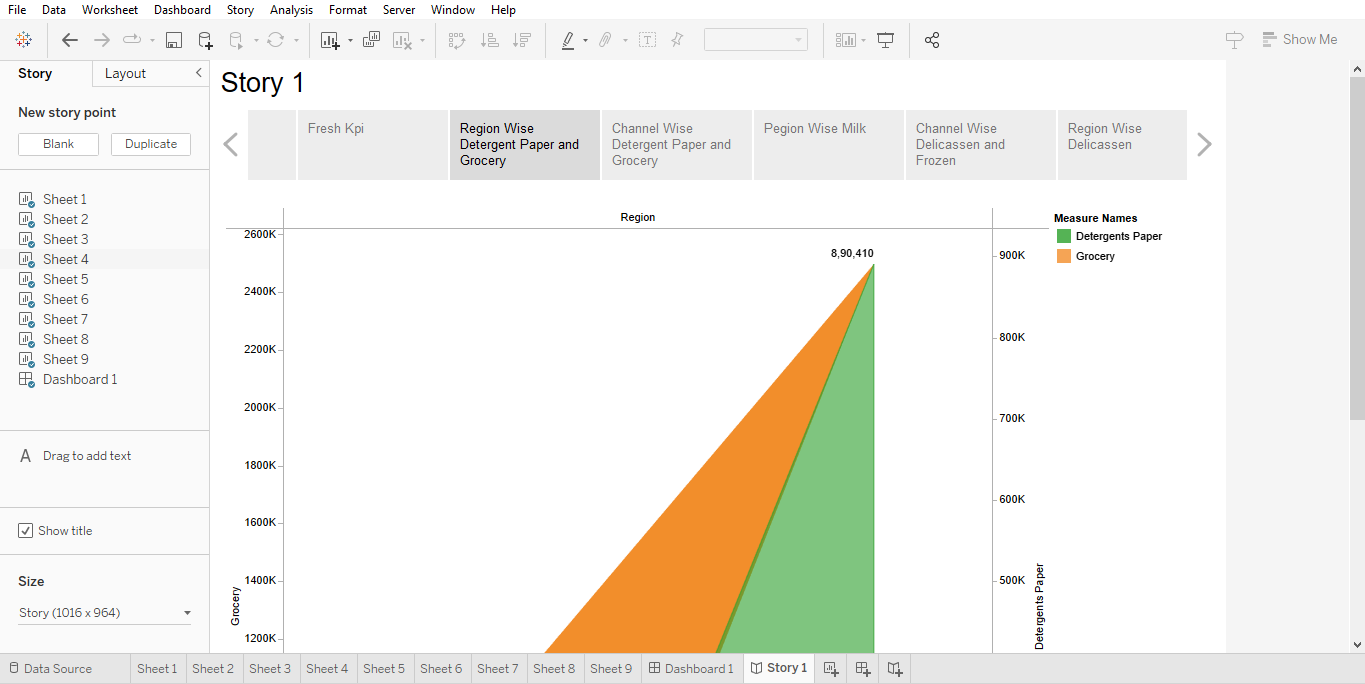 File Data Worksheet Dashboard Story Analysis Format Server Window Help
Show Me
Story Layout
New story point
Blank Duplicate
Sheet 1
Sheet 2
Sheet 3
Sheet 4
Sheet 5
Sheet 6
Sheet 7
Sheet 8
Sheet 9
Dashboard 1
A Drag to add text
Show title
Size
Story (1016 x 964)
Story 1
Fresh Kpi
Region Wise
Detergent Paper and
Grocery
Channel Wise
Detergent Paper and
Grocery
Pegion Wise Milk
Channel Wise
Delicassen and
Frozen
Region Wise
Delicassen
Region
2600K
2400K
2200K
2000K
1800K
1600K
1400K
1200K
Grocery
8,90,410
900K
800K
700K
600K
500K
Detergents Paper
Measure Names
Detergents Paper
Grocery
Data Source Sheet 1 Sheet 2 Sheet 3 Sheet 4 Sheet 5 Sheet 6 Sheet 7 Sheet 8 Sheet 9 Dashboard 1 Story 1